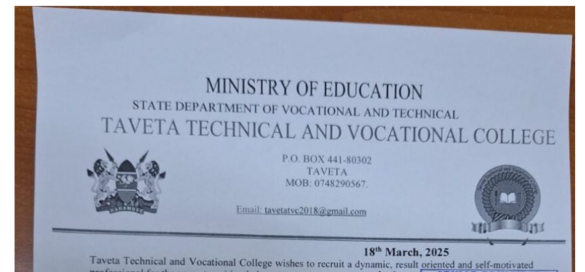 MINISTRY OF EDUCATION
STATE DEPARTMENT OF VOCATIONAL AND TECHNICAL
TAVETA TECHNICAL AND VOCATIONAL COLLEGE
P.O. BOX 441-80302
TAVETA
MOB: 0748290567.
Email: tavetatvc2018@gmail.com
18th March, 2025
Taveta Technical and Vocational College wishes to recruit a dynamic, result oriented and self-motivated